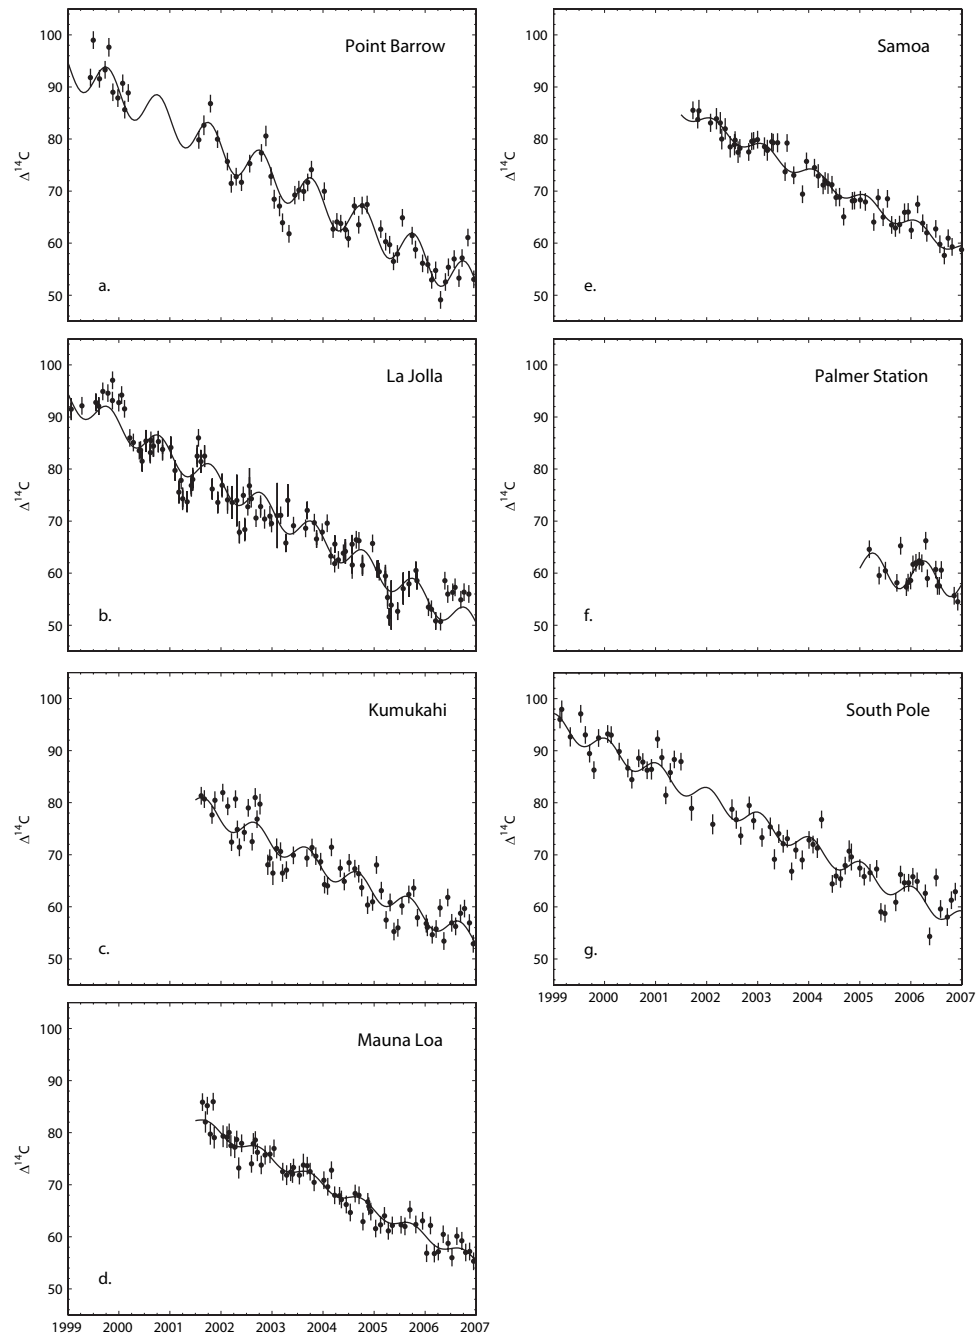 100
90
80
70
60
50
Δ14C
Point Barrow
a.
100
90
80
70
60
50
Δ14C
La Jolla
b.
100
90
80
70
60
50
Δ14C
Kumukahi
c.
100
90
80
70
60
50
Δ14C
Mauna Loa
d.
1999 2000 2001 2002 2003 2004 2005 2006 2007
100
90
80
70
60
50
Δ14C
Samoa
e.
100
90
80
70
60
50
Δ14C
Palmer Station
f.
100
90
80
70
60
50
Δ14C
South Pole
g.
1999 2000 2001 2002 2003 2004 2005 2006 2007